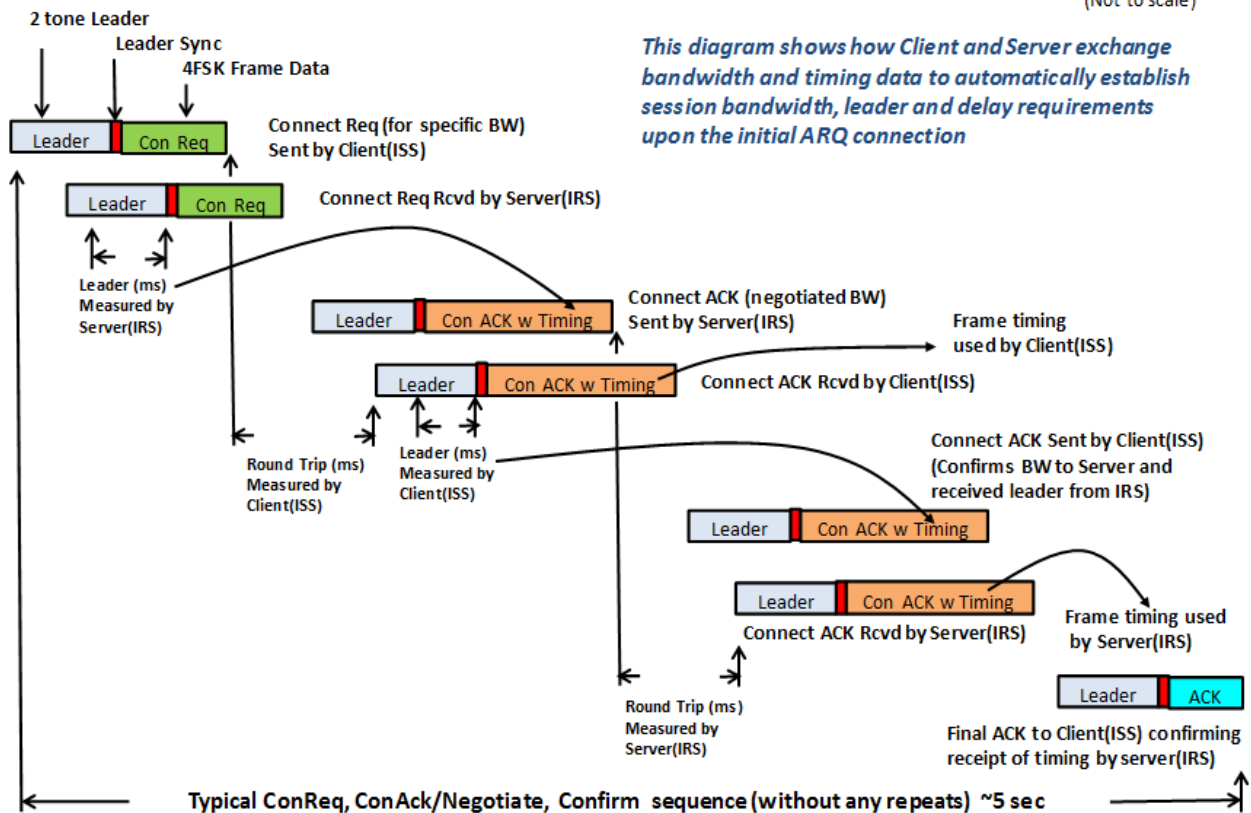 (Not to scale)
2 tone Leader
Leader Sync
4FSK Frame Data
This diagram shows how Client and Server exchange
bandwidth and timing data to automatically establish
session bandwidth, leader and delay requirements
upon the initial ARQ connection
Leader
Con Req
Connect Req (for specific BW)
Sent by Client(ISS)
Leader
Con Req
Connect Req Rcvd by Server(IRS)
Leader (ms)
Measured by
Server(IRS)
Leader
Con ACK w Timing
Connect ACK (negotiated BW)
Sent by Server(IRS)
Frame timing
used by Client(ISS)
Leader
Con ACK w Timing
Connect ACK Rcvd by Client(ISS)
Round Trip (ms)
Measured by
Client(ISS)
Leader (ms)
Measured by
Client(ISS)
Connect ACK Sent by Client(ISS)
(Confirms BW to Server and
received leader from IRS)
Leader
Con ACK w Timing
Leader
Con ACK w Timing
Connect ACK Rcvd by Server(IRS)
Frame timing used
by Server(IRS)
Round Trip (ms)
Measured by
Server(IRS)
Leader
ACK
Final ACK to Client(ISS) confirming
receipt of timing by server(IRS)
Typical ConReq, ConAck/Negotiate, Confirm sequence (without any repeats) ~5 sec